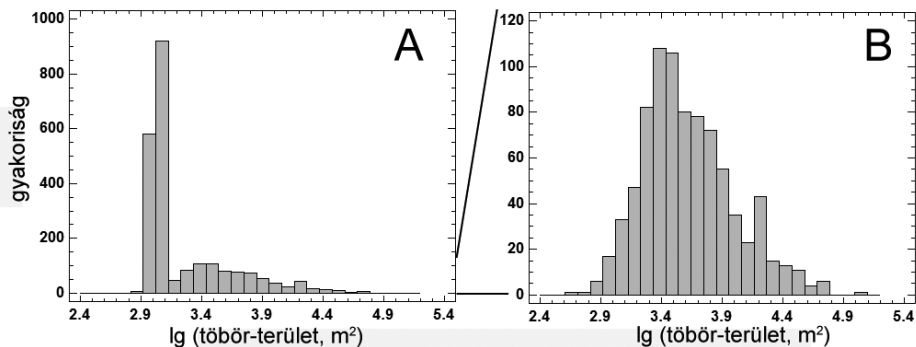 gyakoriság
1000
800
600
400
200
0
A
2.4 2.9 3.4 3.9 4.4 4.9 5.4
lg (töbör-terület, m²)
120
100
80
60
40
20
0
B
2.4 2.9 3.4 3.9 4.4 4.9 5.4
lg (töbör-terület, m²)